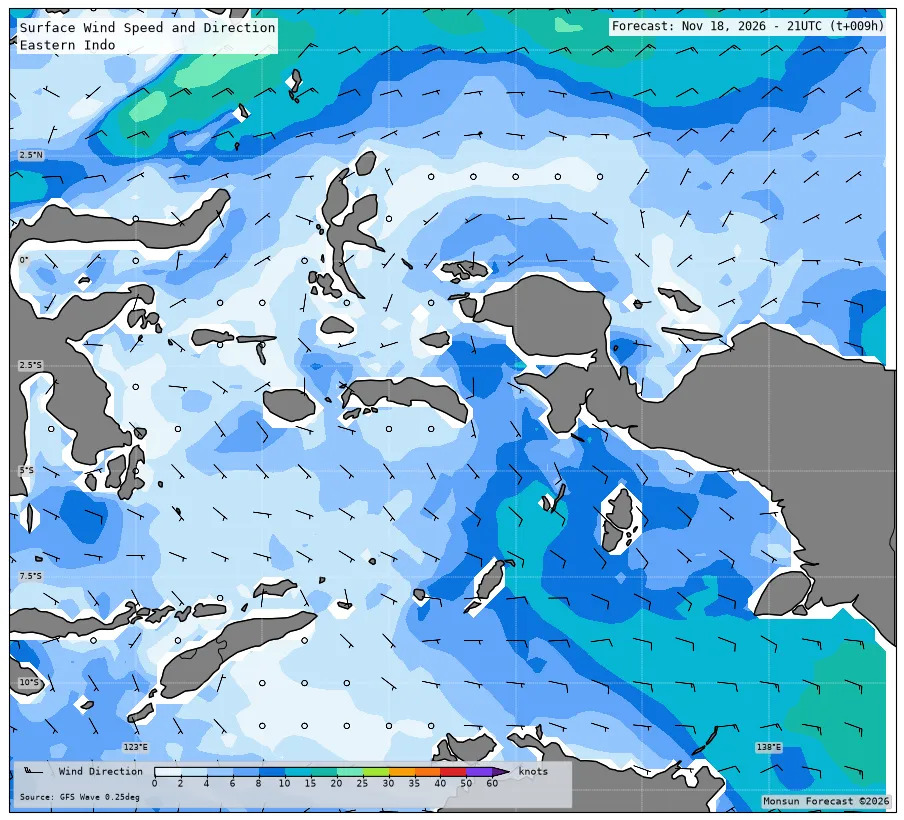 Surface Wind Speed and Direction
Eastern Indo
Forecast: Nov 18, 2026 - 21UTC (t+009h)
2.5°N
0°
2.5°S
5°S
7.5°S
10°S
123°E
138°E
Wind Direction
knots
0 2 4 6 8 10 15 20 25 30 35 40 50 60
Source: GFS Wave 0.25deg
Monsun Forecast ©2026